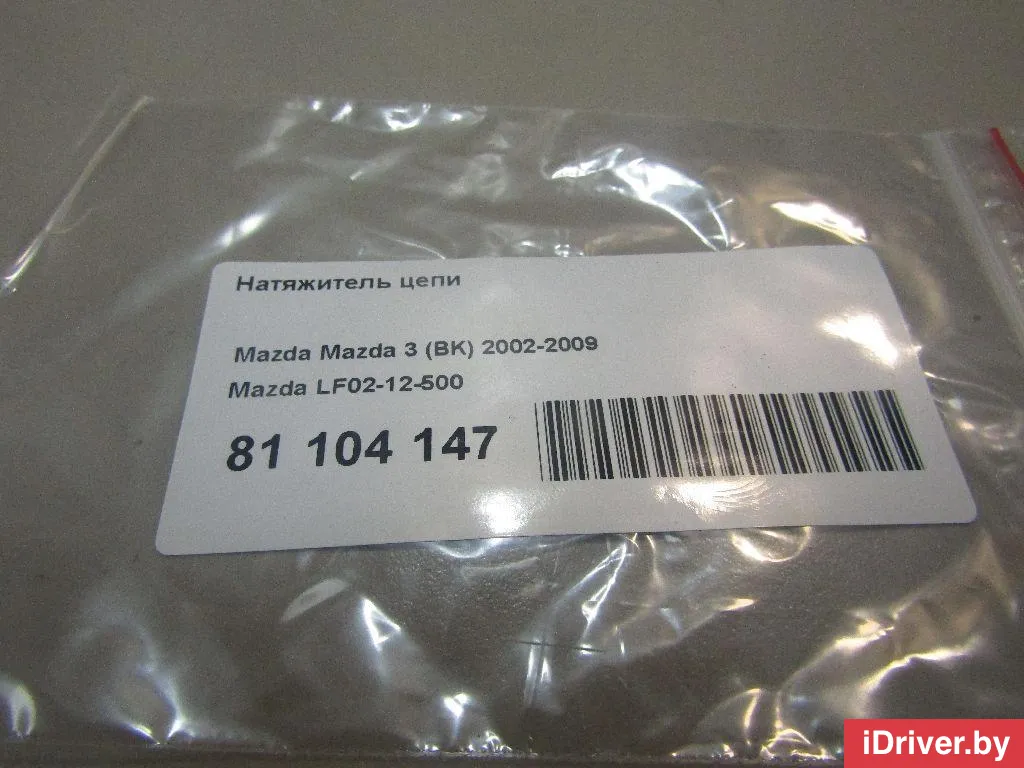 Натяжитель цепи
Mazda Mazda 3 (BK) 2002-2009
Mazda LF02-12-500
81 104 147
iDriver.by